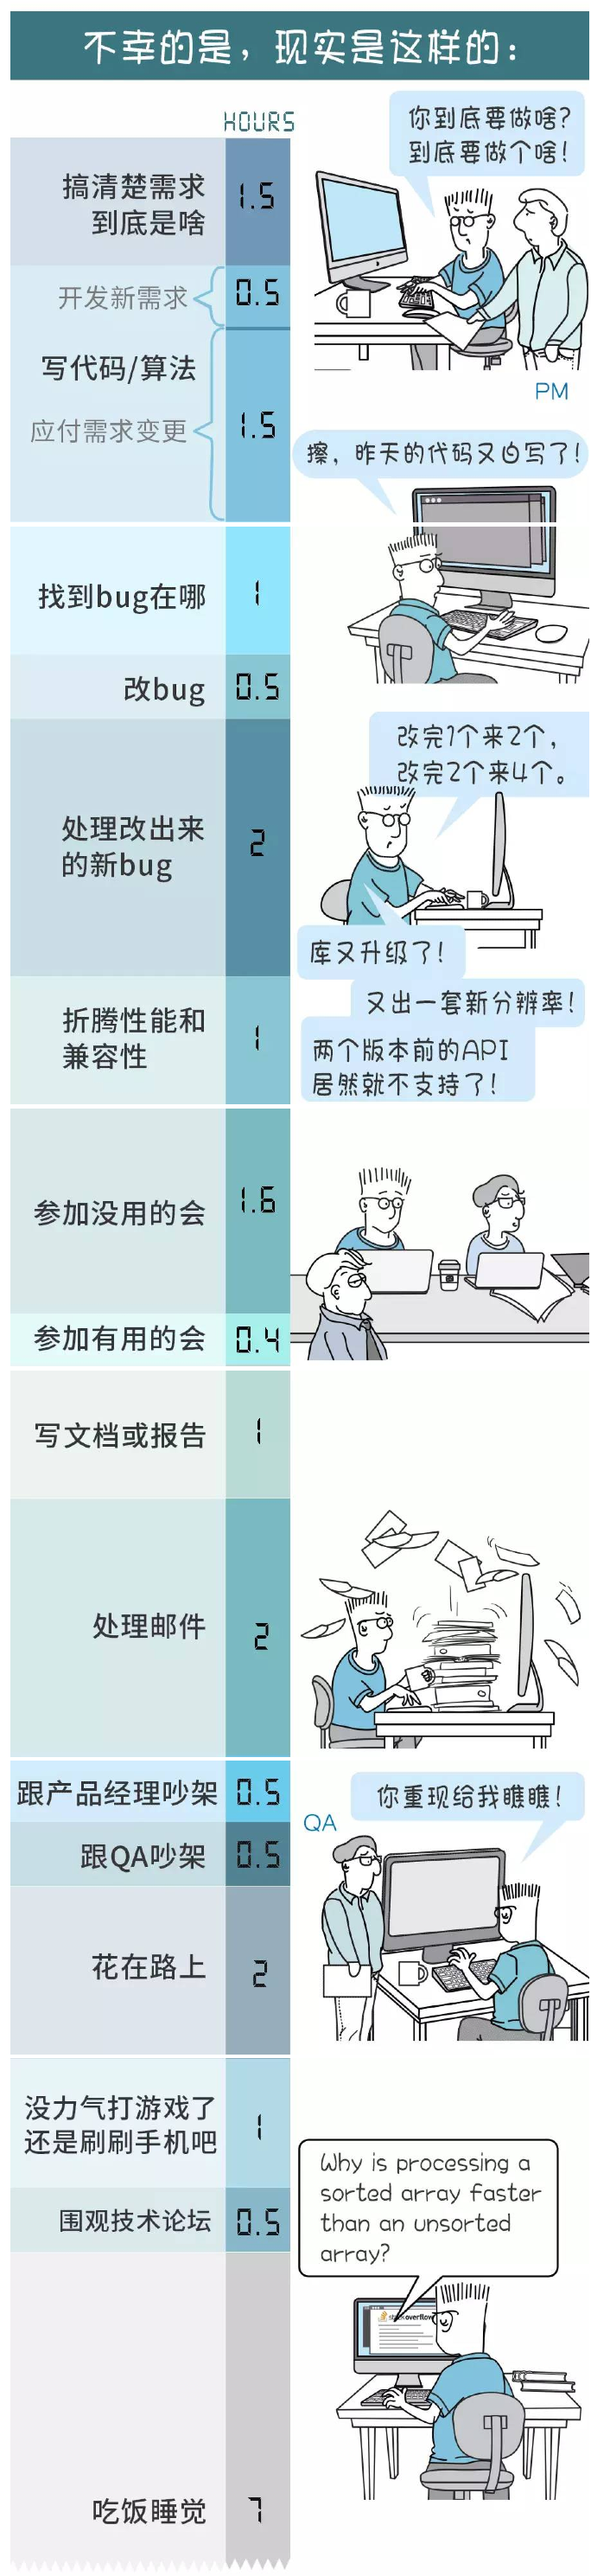 不幸的是，现实是这样的：
HOURS
你到底要做啥？
到底要做个啥！
搞清楚需求
到底是啥
1.5
开发新需求
0.5
PM
写代码/算法
应付需求变更
1.5
擦，昨天的代码又白写了！
找到bug在哪
1
改bug
0.5
改完1个来2个，
改完2个来4个。
处理改出来
的新bug
2
库又升级了！
又出一套新分辨率！
两个版本前的API
居然就不支持了！
折腾性能和
兼容性
1
参加没用的会
1.6
参加有用的会
0.4
写文档或报告
1
处理邮件
2
跟产品经理吵架
0.5
你重现给我瞧瞧！
QA
跟QA吵架
0.5
花在路上
2
没力气打游戏了
还是刷刷手机吧
1
Why is processing a
sorted array faster
than an unsorted
array?
围观技术论坛
0.5
stackoverflow
吃饭睡觉
7